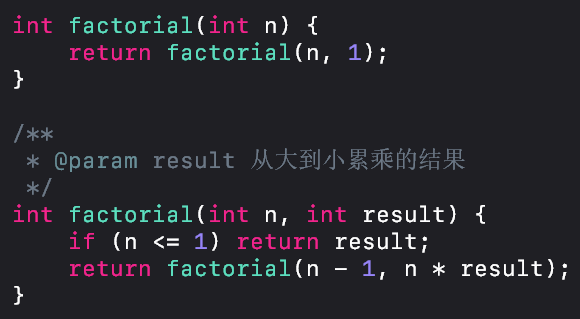 int factorial(int n) {
    return factorial(n, 1);
}
/**
 * @param result 从大到小累乘的结果
 */
int factorial(int n, int result) {
    if (n <= 1) return result;
    return factorial(n - 1, n * result);
}